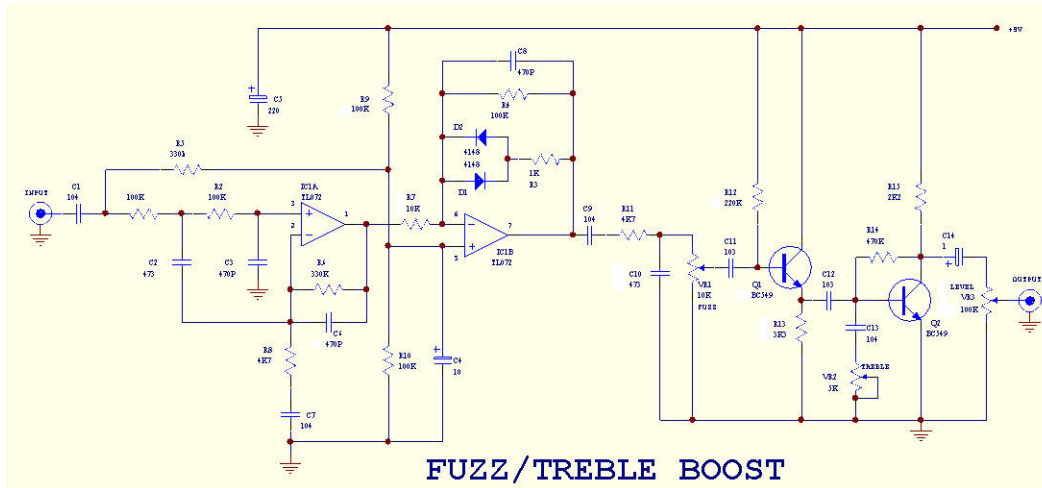 +9V
C5
220
R9
100K
C8
470P
R4
100K
D2
4148
4148
D1
1K
R3
R5
330k
INPUT
C1
104
100K
R2
100K
IC1A
TL072
3
2
1
R7
10K
6
5
7
IC1B
TL072
C2
473
C3
470P
R6
330K
470P
R8
4K7
C7
104
R10
100K
C4
10
C9
104
R11
4K7
C10
473
VR1
10K
FUZZ
C11
103
R12
220K
Q1
BC549
R13
3K3
C12
103
R14
470K
R15
2K2
C14
1
C13
104
TREBLE
VR2
5K
Q2
BC549
LEVEL
VR3
100K
OUTPUT
FUZZ/TREBLE BOOST